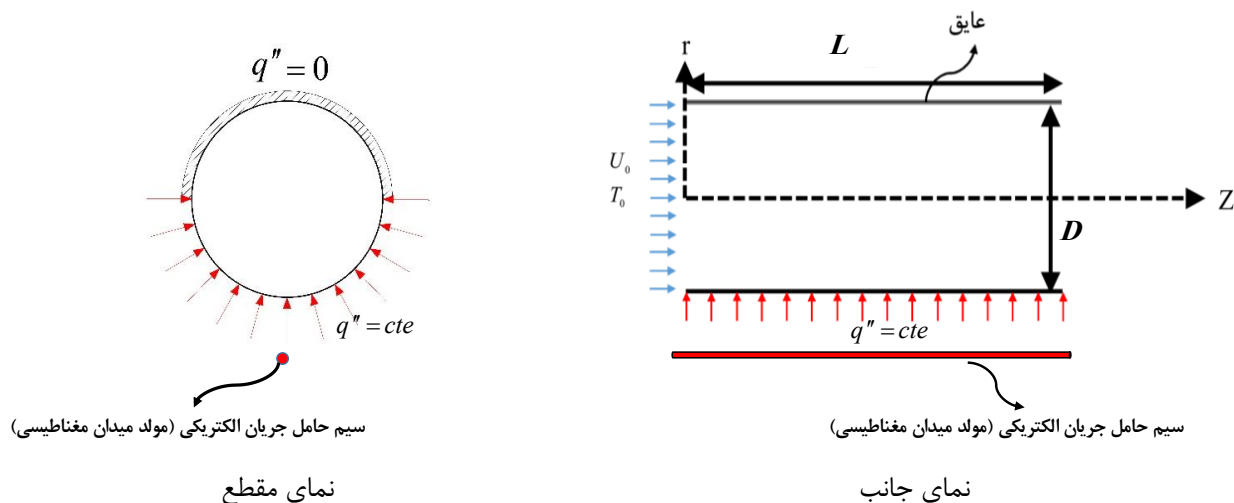 q″ = 0
q″ = cte
سیم حامل جریان الکتریکی (مولد میدان مغناطیسی)
نمای مقطع
عایق
r
L
U₀
T₀
Z
D
q″ = cte
سیم حامل جریان الکتریکی (مولد میدان مغناطیسی)
نمای جانب